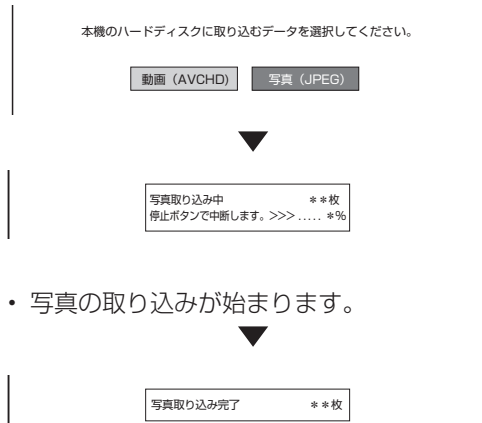 本機のハードディスクに取り込むデータを選択してください。
動画（AVCHD) 写真（JPEG）
写真取り込み中 ＊＊枚
停止ボタンで中断します。>>> ..... ＊%
・ 写真の取り込みが始まります。
写真取り込み完了 ＊＊枚